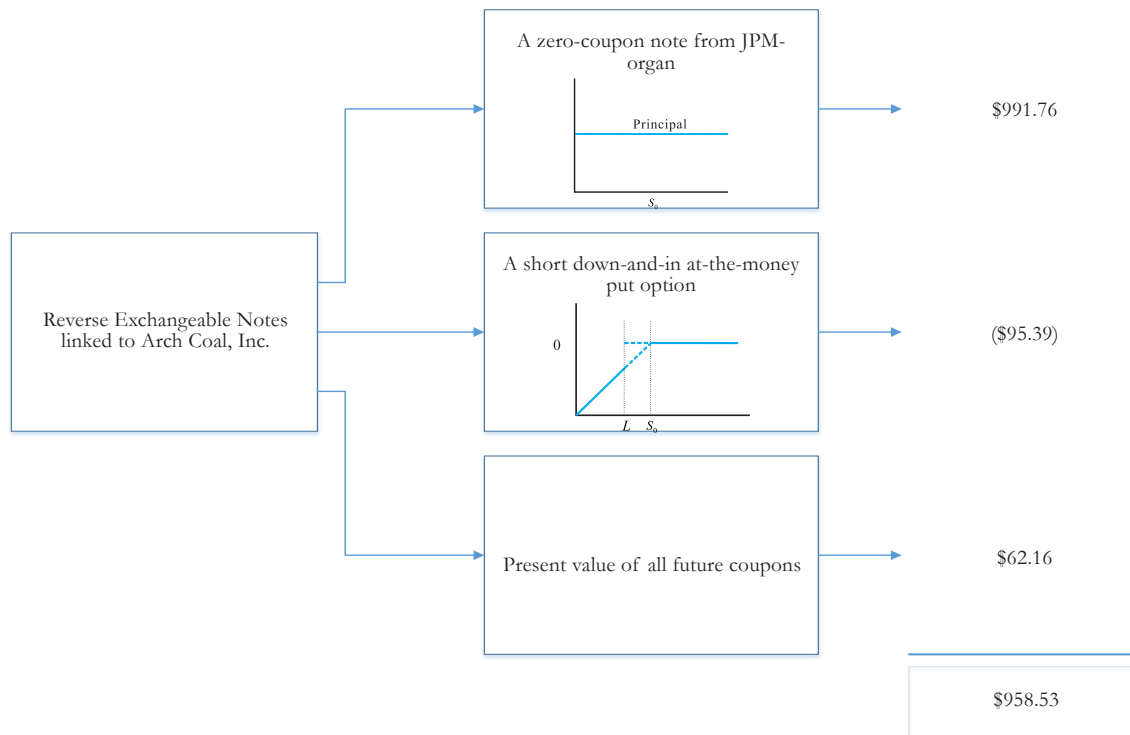 A zero-coupon note from JPM-
organ
Principal
S₀
$991.76
Reverse Exchangeable Notes
linked to Arch Coal, Inc.
A short down-and-in at-the-money
put option
0
L S₀
($95.39)
Present value of all future coupons
$62.16
$958.53